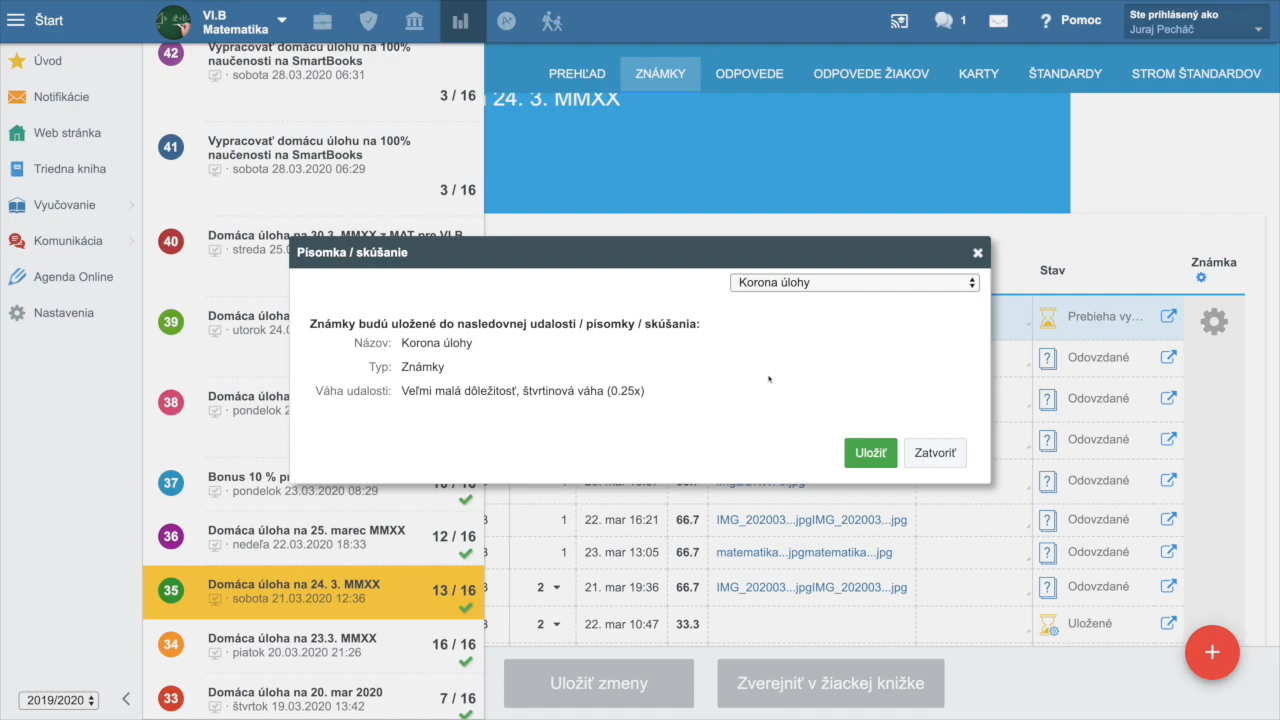 Štart
VI.B
Matematika
1
Pomoc
Ste prihlásený ako
Juraj Pecháč
Úvod
Notifikácie
Web stránka
Triedna kniha
Vyučovanie
Komunikácia
Agenda Online
Nastavenia
2019/2020
42
Vypracovať domácu úlohu na 100%
naučenosti na SmartBooks
· sobota 28.03.2020 06:31
3 / 16
41
Vypracovať domácu úlohu na 100%
naučenosti na SmartBooks
· sobota 28.03.2020 06:29
3 / 16
40
Domáca úloha na 30.3. MMXX z MAT pre VI.B
· streda 25.0
39
Domáca úloha
· utorok 24.0
38
Domáca úloha
· pondelok 2
37
Bonus 10 % pr
· pondelok 23.03.2020 08:29
36
Domáca úloha na 25. marec MMXX
· nedeľa 22.03.2020 18:33
12 / 16
35
Domáca úloha na 24. 3. MMXX
· sobota 21.03.2020 12:36
13 / 16
34
Domáca úloha na 23.3. MMXX
· piatok 20.03.2020 21:26
16 / 16
33
Domáca úloha na 20. mar 2020
· štvrtok 19.03.2020 13:42
7 / 16
PREHĽAD ZNÁMKY ODPOVEDE ODPOVEDE ŽIAKOV KARTY ŠTANDARDY STROM ŠTANDARDOV
24. 3. MMXX
Písomka / skúšanie
Korona úlohy
Známky budú uložené do nasledovnej udalosti / písomky / skúšania:
Názov: Korona úlohy
Typ: Známky
Váha udalosti: Veľmi malá dôležitosť, štvrtinová váha (0.25x)
Uložiť Zatvoriť
Stav Známka
Prebieha vy...
Odovzdané
Odovzdané
Odovzdané
Odovzdané
1 22. mar 16:21 66.7 IMG_202003...jpgIMG_202003...jpg Odovzdané
1 23. mar 13:05 66.7 matematika...jpgmatematika...jpg Odovzdané
2 21. mar 19:36 66.7 IMG_202003...jpgIMG_202003...jpg Odovzdané
2 22. mar 10:47 33.3 Uložené
Uložiť zmeny Zverejniť v žiackej knižke
+